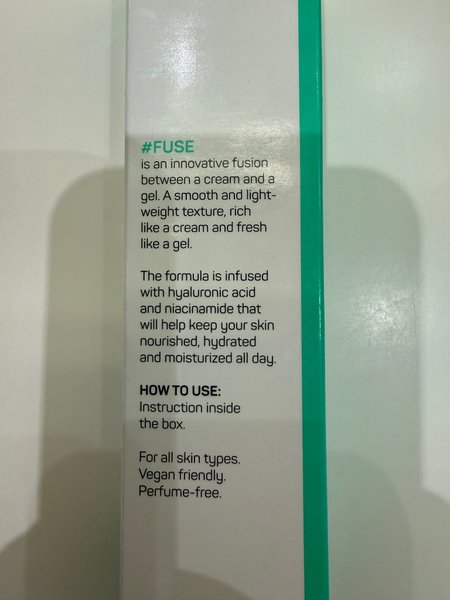 #FUSE
is an innovative fusion
between a cream and a
gel. A smooth and light-
weight texture, rich
like a cream and fresh
like a gel.
The formula is infused
with hyaluronic acid
and niacinamide that
will help keep your skin
nourished, hydrated
and moisturized all day.
HOW TO USE:
Instruction inside
the box.
For all skin types.
Vegan friendly.
Perfume-free.